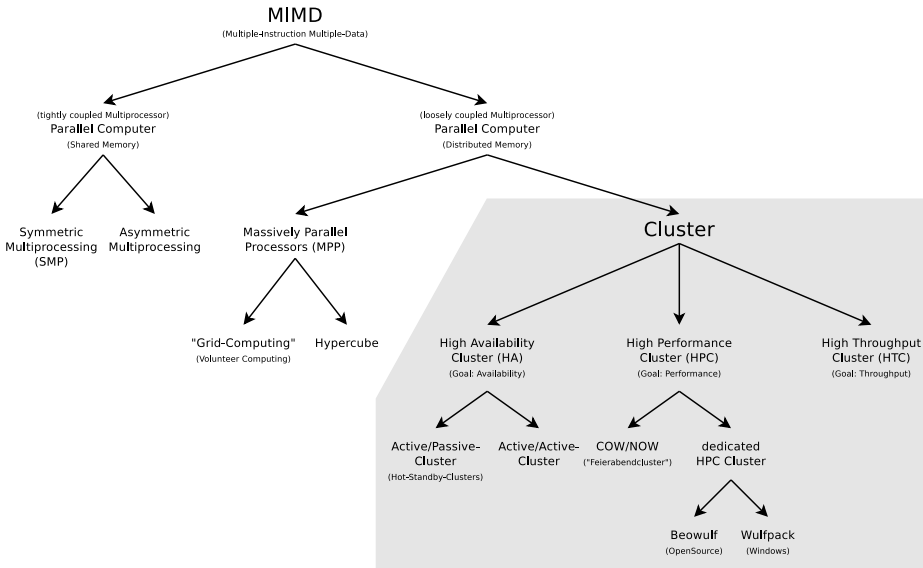 MIMD
(Multiple-Instruction Multiple-Data)
(tightly coupled Multiprocessor)
Parallel Computer
(Shared Memory)
(loosely coupled Multiprocessor)
Parallel Computer
(Distributed Memory)
Symmetric
Multiprocessing
(SMP)
Asymmetric
Multiprocessing
Massively Parallel
Processors (MPP)
Cluster
"Grid-Computing"
(Volunteer Computing)
Hypercube
High Availability
Cluster (HA)
(Goal: Availability)
High Performance
Cluster (HPC)
(Goal: Performance)
High Throughput
Cluster (HTC)
(Goal: Throughput)
Active/Passive-
Cluster
(Hot-Standby-Clusters)
Active/Active-
Cluster
COW/NOW
("Feierabendcluster")
dedicated
HPC Cluster
Beowulf
(OpenSource)
Wulfpack
(Windows)